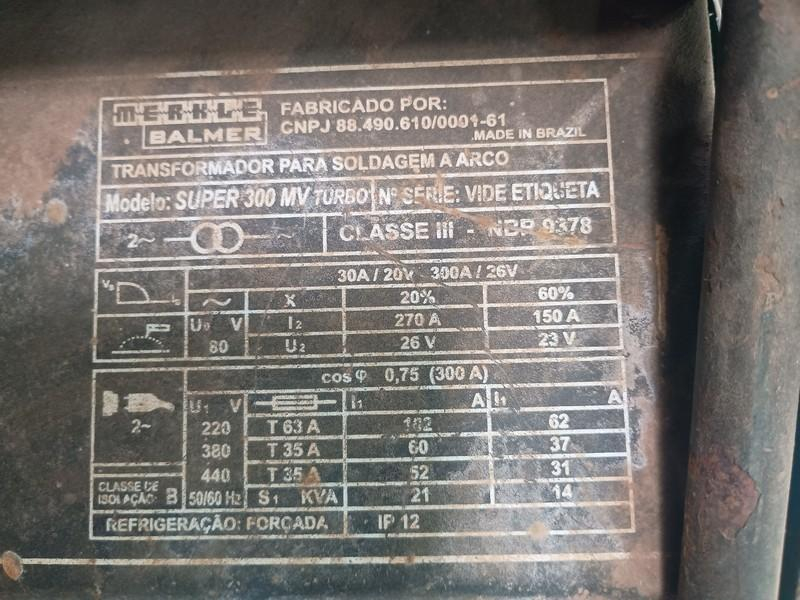 MERKLE
BALMER
FABRICADO POR:
CNPJ 88.490.610/0001-61
MADE IN BRAZIL
TRANSFORMADOR PARA SOLDAGEM A ARCO
Modelo: SUPER 300 MV TURBO Nº SÉRIE: VIDE ETIQUETA
2~ ~ CLASSE III - NBR 9378
30A / 20V 300A / 26V
~ X 20% 60%
U₀ V I₂ 270 A 150 A
80 U₂ 26 V 23 V
cos φ 0,75 (300 A)
U₁ V I₁ A I₁ A
2~ 220 T 63 A 102 62
380 T 35 A 60 37
440 T 35 A 52 31
CLASSE DE ISOLAÇÃO: B 50/60 Hz S₁ KVA 21 14
REFRIGERAÇÃO: FORÇADA IP 12